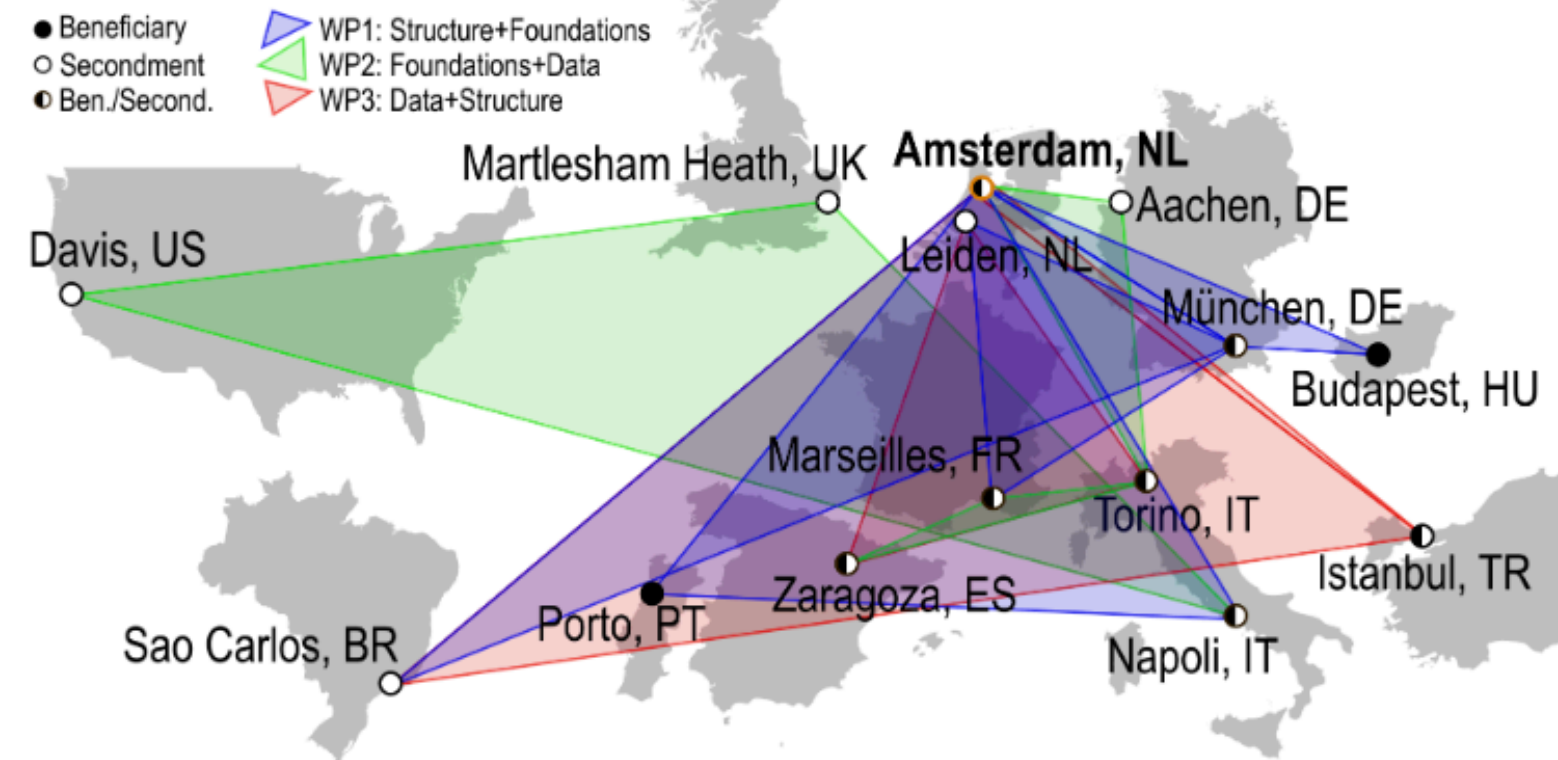 Beneficiary
Secondment
Ben./Second.
WP1: Structure+Foundations
WP2: Foundations+Data
WP3: Data+Structure
Martlesham Heath, UK
Amsterdam, NL
Aachen, DE
Davis, US
Leiden, NL
München, DE
Budapest, HU
Marseilles, FR
Torino, IT
Istanbul, TR
Zaragoza, ES
Porto, PT
Sao Carlos, BR
Napoli, IT